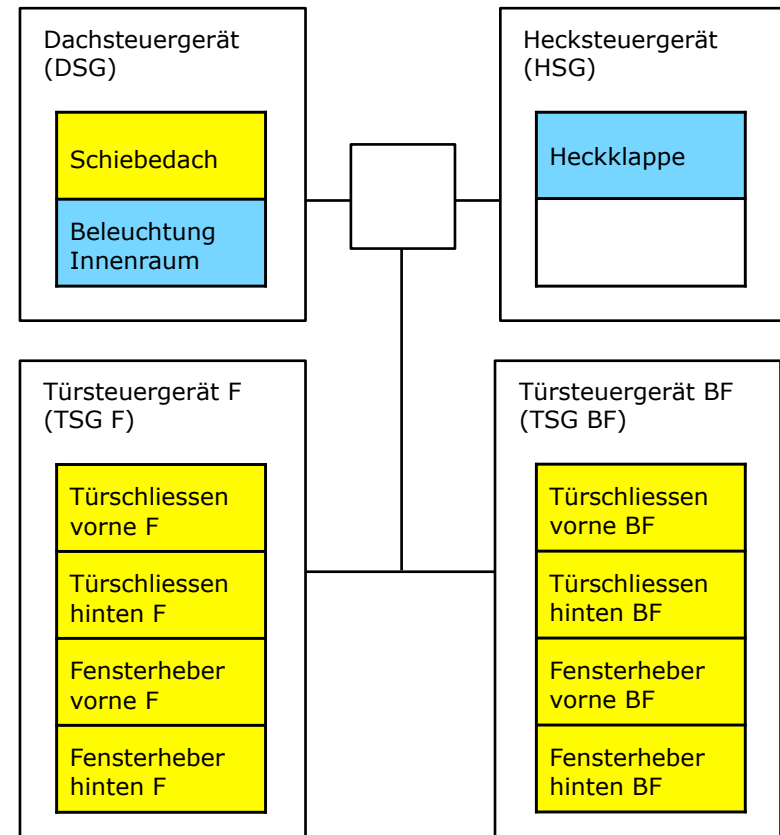 Dachsteuergerät
(DSG)
Schiebedach
Beleuchtung
Innenraum
Hecksteuergerät
(HSG)
Heckklappe
Türsteuergerät F
(TSG F)
Türschliessen
vorne F
Türschliessen
hinten F
Fensterheber
vorne F
Fensterheber
hinten F
Türsteuergerät BF
(TSG BF)
Türschliessen
vorne BF
Türschliessen
hinten BF
Fensterheber
vorne BF
Fensterheber
hinten BF